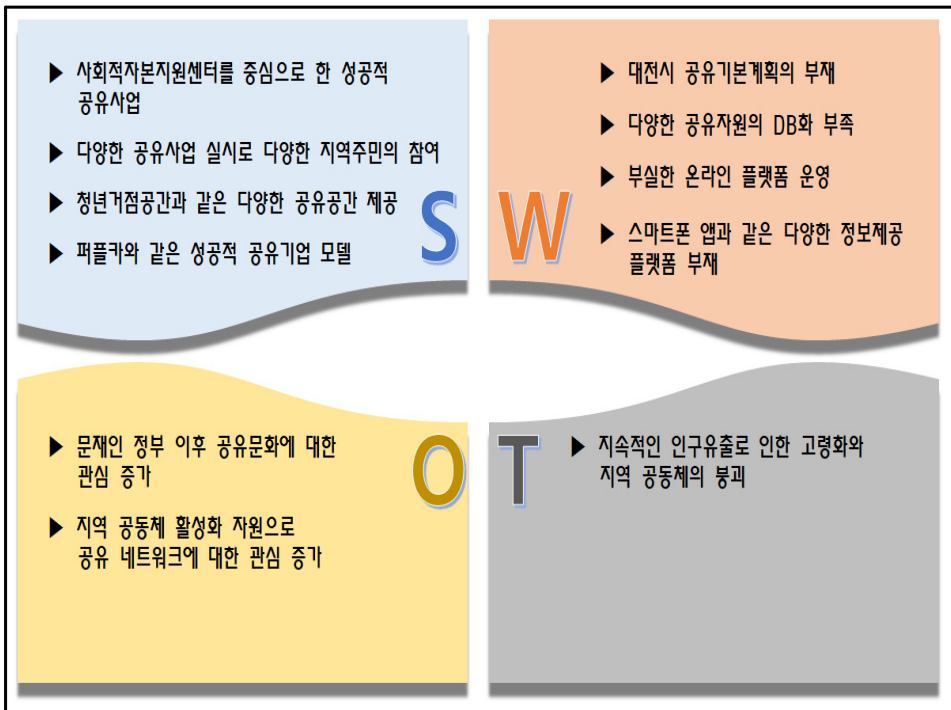 ▶ 사회적자본지원센터를 중심으로 한 성공적
공유사업
▶ 다양한 공유사업 실시로 다양한 지역주민의 참여
▶ 청년거점공간과 같은 다양한 공유공간 제공
▶ 퍼플카와 같은 성공적 공유기업 모델
S
W
▶ 대전시 공유기본계획의 부재
▶ 다양한 공유자원의 DB화 부족
▶ 부실한 온라인 플랫폼 운영
▶ 스마트폰 앱과 같은 다양한 정보제공
플랫폼 부재
▶ 문재인 정부 이후 공유문화에 대한
관심 증가
▶ 지역 공동체 활성화 자원으로
공유 네트워크에 대한 관심 증가
O
T
▶ 지속적인 인구유출로 인한 고령화와
지역 공동체의 붕괴